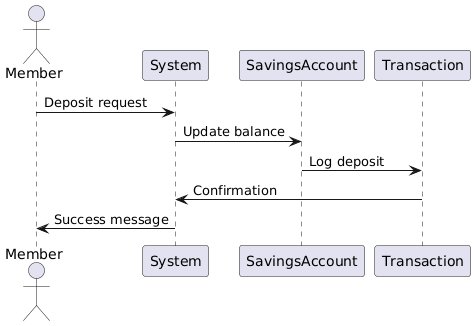 Member
System
SavingsAccount
Transaction
Deposit request
Update balance
Log deposit
Confirmation
Success message
Member
System
SavingsAccount
Transaction